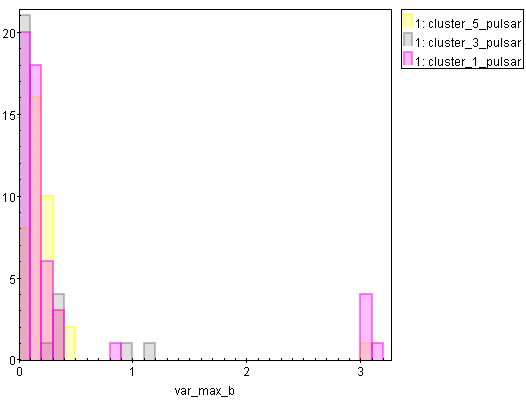 20
15
10
5
0
0
1
2
3
var_max_b
1: cluster_5_pulsar
1: cluster_3_pulsar
1: cluster_1_pulsar